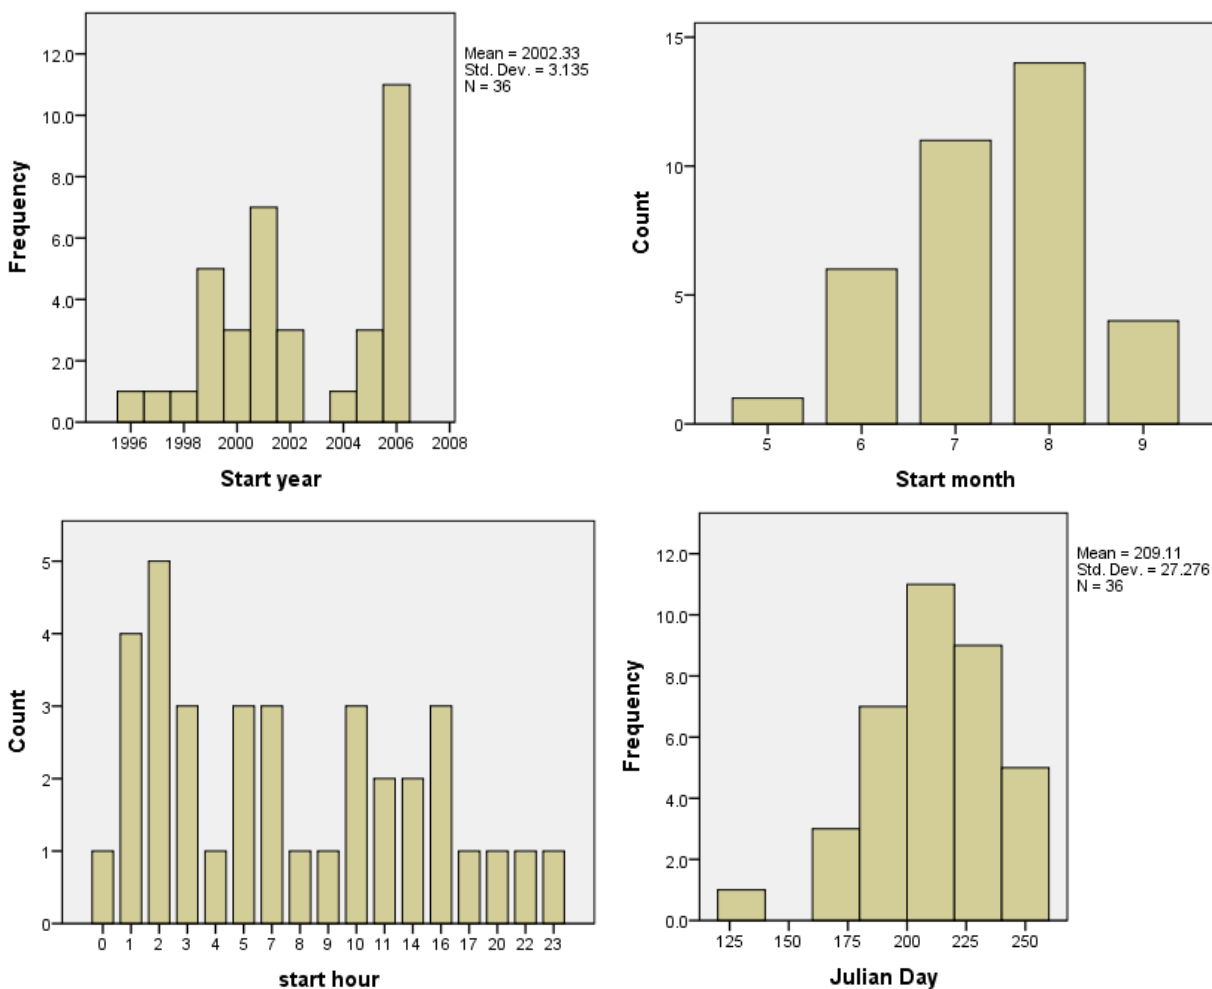 12.0
10.0
8.0
6.0
4.0
2.0
0.0
Frequency
1996 1998 2000 2002 2004 2006 2008
Start year
Mean = 2002.33
Std. Dev. = 3.135
N = 36
15
10
5
0
Count
5 6 7 8 9
Start month
5
4
3
2
1
0
Count
0 1 2 3 4 5 7 8 9 10 11 14 16 17 20 22 23
start hour
12.0
10.0
8.0
6.0
4.0
2.0
0.0
Frequency
125 150 175 200 225 250
Julian Day
Mean = 209.11
Std. Dev. = 27.276
N = 36